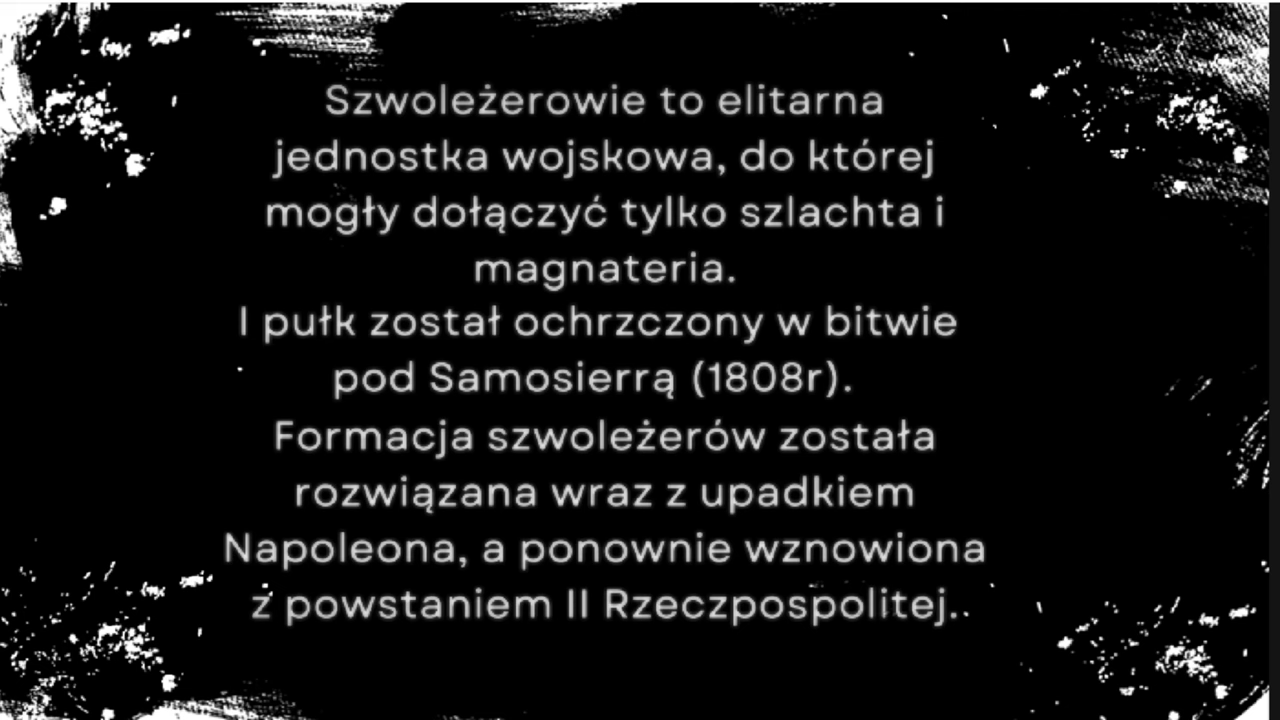 Szwoleżerowie to elitarna
jednostka wojskowa, do której
mogły dołączyć tylko szlachta i
magnateria.
I pułk został ochrzczony w bitwie
pod Samosierrą (1808r).
Formacja szwoleżerów została
rozwiązana wraz z upadkiem
Napoleona, a ponownie wznowiona
z powstaniem II Rzeczpospolitej..